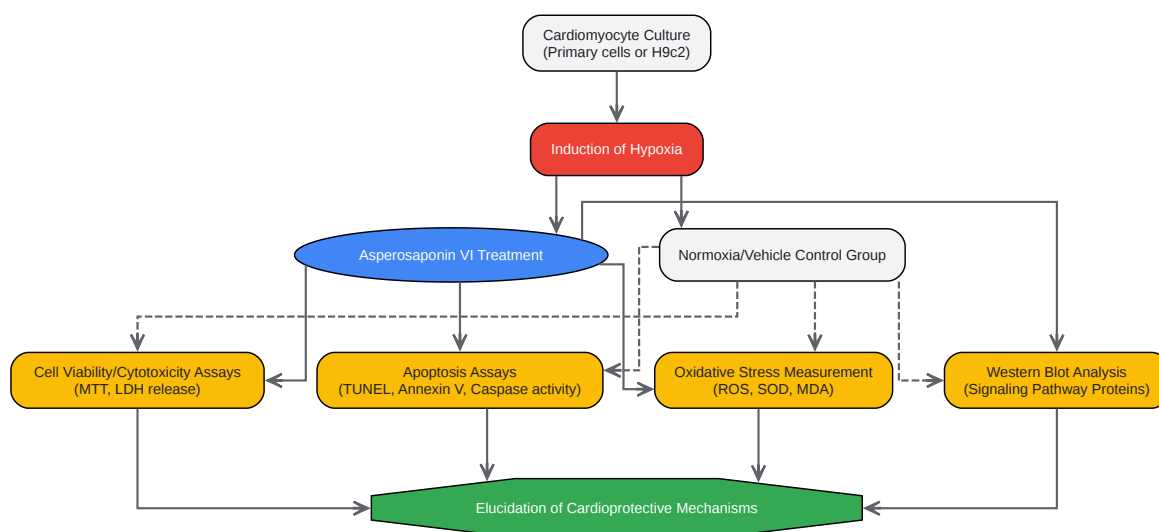 Cardiomyocyte Culture
(Primary cells or H9c2)
Induction of Hypoxia
Asperosaponin VI Treatment
Normoxia/Vehicle Control Group
Cell Viability/Cytotoxicity Assays
(MTT, LDH release)
Apoptosis Assays
(TUNEL, Annexin V, Caspase activity)
Oxidative Stress Measurement
(ROS, SOD, MDA)
Western Blot Analysis
(Signaling Pathway Proteins)
Elucidation of Cardioprotective Mechanisms